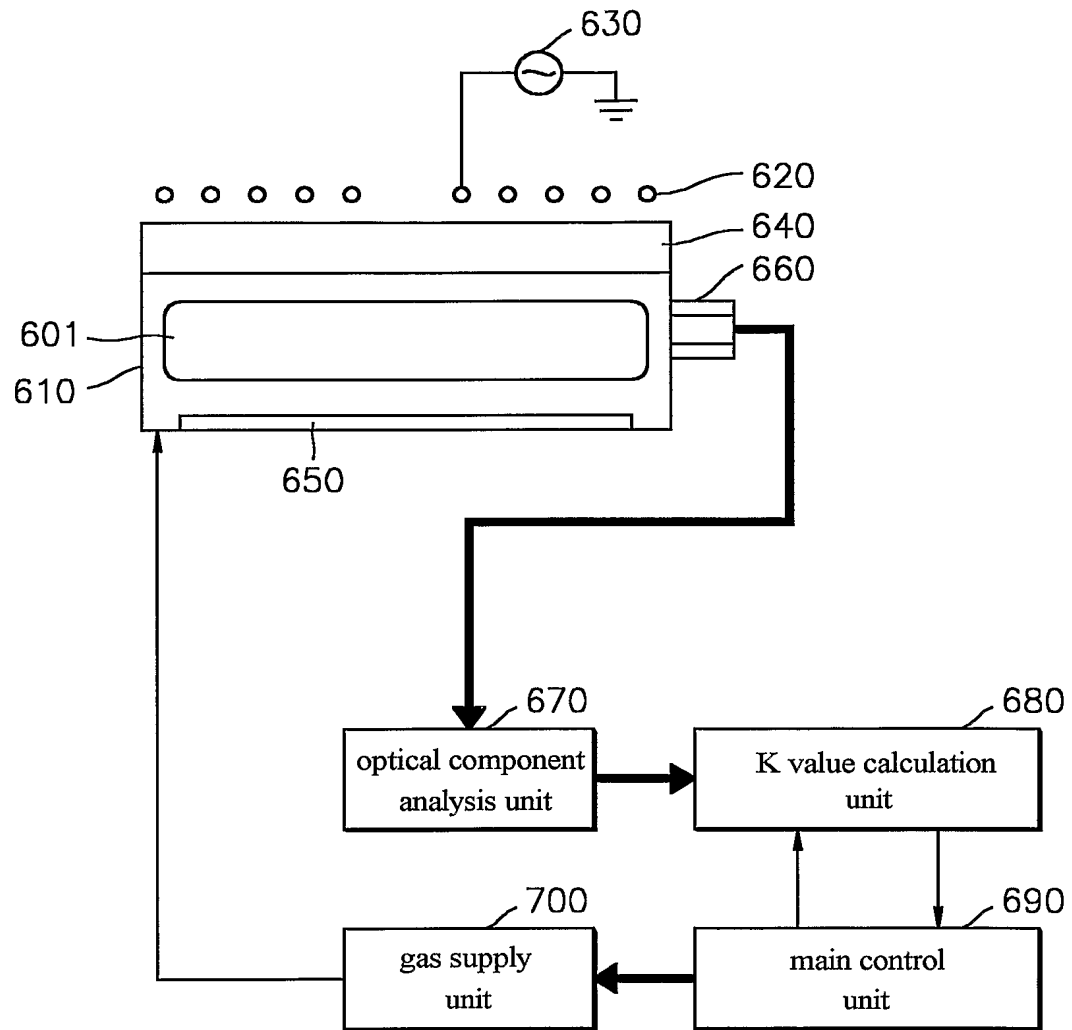 630
620
640
660
601
610
650
670
optical component
analysis unit
680
K value calculation
unit
700
gas supply
unit
690
main control
unit